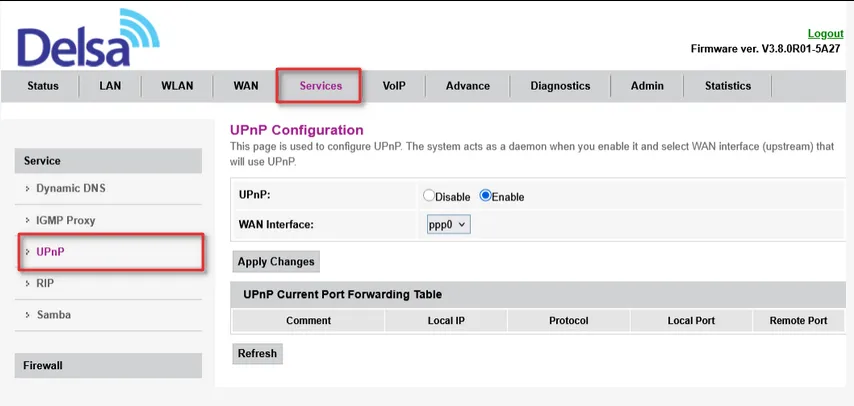 Delsa
Logout
Firmware ver. V3.8.0R01-5A27
Status LAN WLAN WAN Services VoIP Advance Diagnostics Admin Statistics
Service
> Dynamic DNS
> IGMP Proxy
> UPnP
> RIP
> Samba
Firewall
UPnP Configuration
This page is used to configure UPnP. The system acts as a daemon when you enable it and select WAN interface (upstream) that
will use UPnP.
UPnP: Disable Enable
WAN Interface: ppp0
Apply Changes
UPnP Current Port Forwarding Table
Comment Local IP Protocol Local Port Remote Port
Refresh